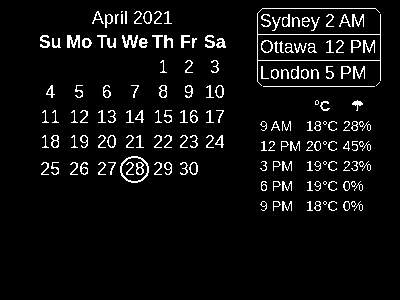 April 2021
Su Mo Tu We Th Fr Sa
1 2 3
4 5 6 7 8 9 10
11 12 13 14 15 16 17
18 19 20 21 22 23 24
25 26 27 28 29 30
Sydney 2 AM
Ottawa 12 PM
London 5 PM
°C
9 AM 18°C 28%
12 PM 20°C 45%
3 PM 19°C 23%
6 PM 19°C 0%
9 PM 18°C 0%